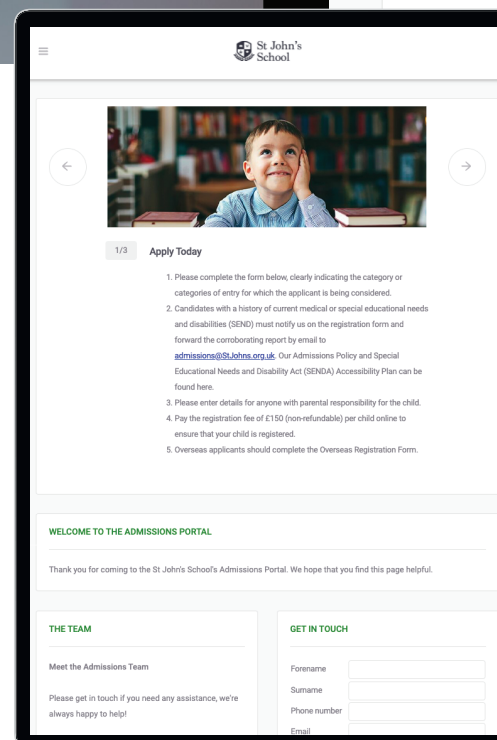 St John's
School
1/3
Apply Today
1. Please complete the form below, clearly indicating the category or
categories of entry for which the applicant is being considered.
2. Candidates with a history of current medical or special educational needs
and disabilities (SEND) must notify us on the registration form and
forward the corroborating report by email to
admissions@StJohns.org.uk. Our Admissions Policy and Special
Educational Needs and Disability Act (SENDA) Accessibility Plan can be
found here.
3. Please enter details for anyone with parental responsibility for the child.
4. Pay the registration fee of £150 (non-refundable) per child online to
ensure that your child is registered.
5. Overseas applicants should complete the Overseas Registration Form.
WELCOME TO THE ADMISSIONS PORTAL
Thank you for coming to the St John's School's Admissions Portal. We hope that you find this page helpful.
THE TEAM
Meet the Admissions Team
Please get in touch if you need any assistance, we're
always happy to help!
GET IN TOUCH
Forename
Surname
Phone number
Email